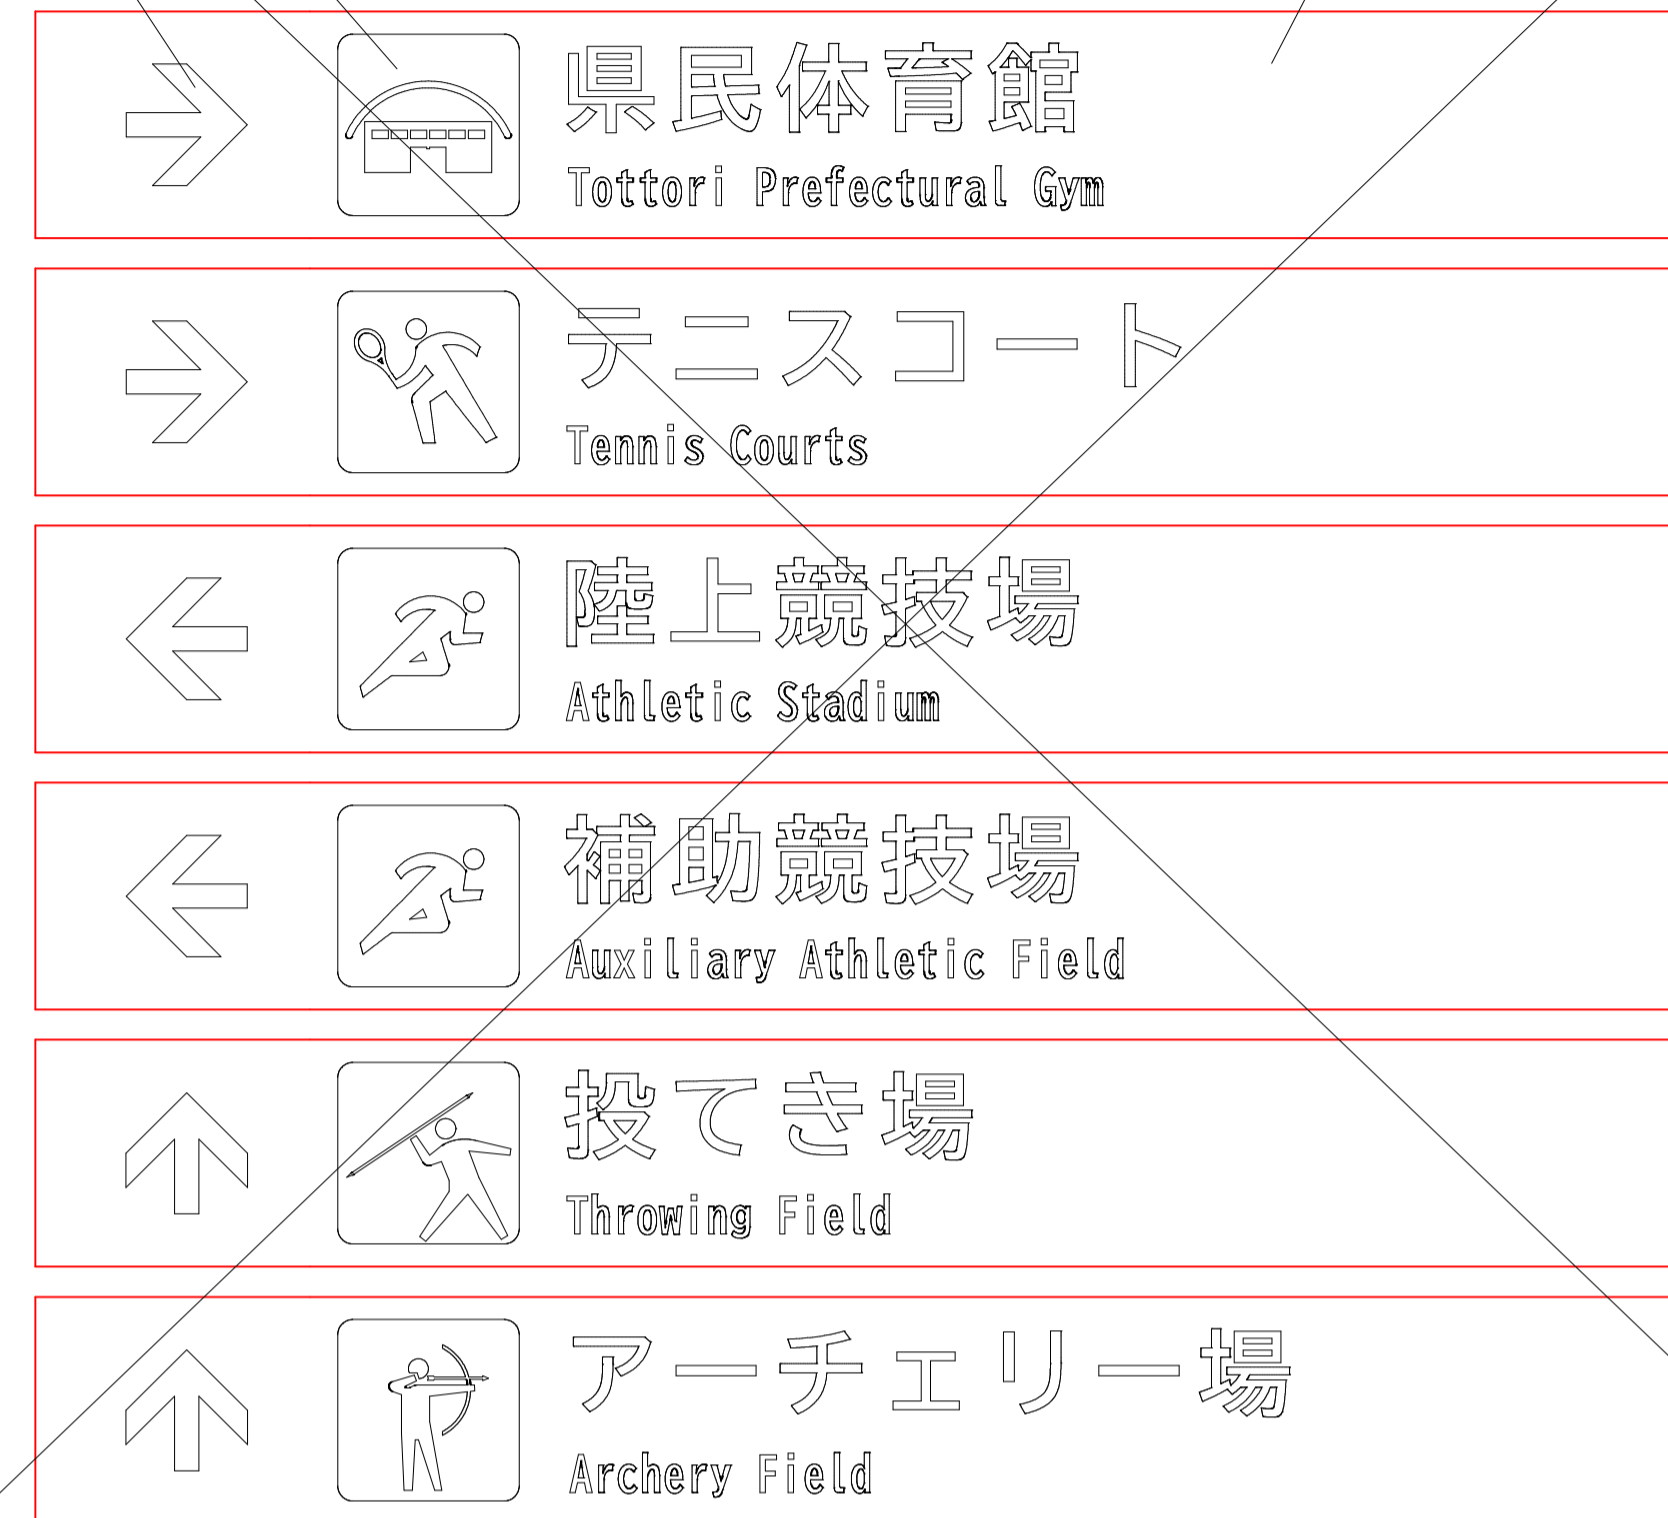 県民体育館
Tottori Prefectural Gym
テニスコート
Tennis Courts
陸上競技場
Athletic Stadium
補助競技場
Auxiliary Athletic Field
投てき場
Throwing Field
アーチェリー場
Archery Field